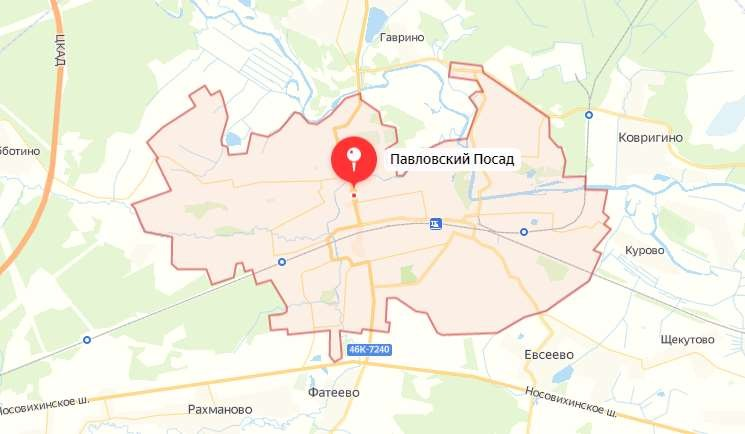 Гаврино
ЦКАД
ботино
Ковригино
Павловский Посад
Курово
Щекутово
46К-7240
Евсеево
Фатеево
Носовихинское ш.
Носовихинское ш.
Рахманово